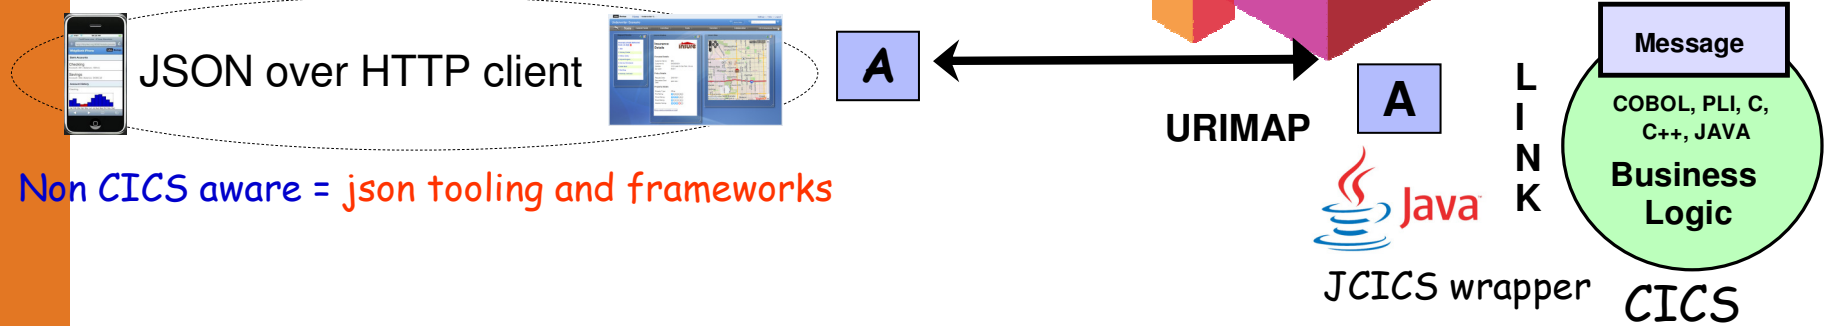 JSON over HTTP client
A
A
URIMAP
L
I
N
K
Message
COBOL, PLI, C,
C++, JAVA
Business
Logic
Non CICS aware = json tooling and frameworks
Java
JCICS wrapper
CICS